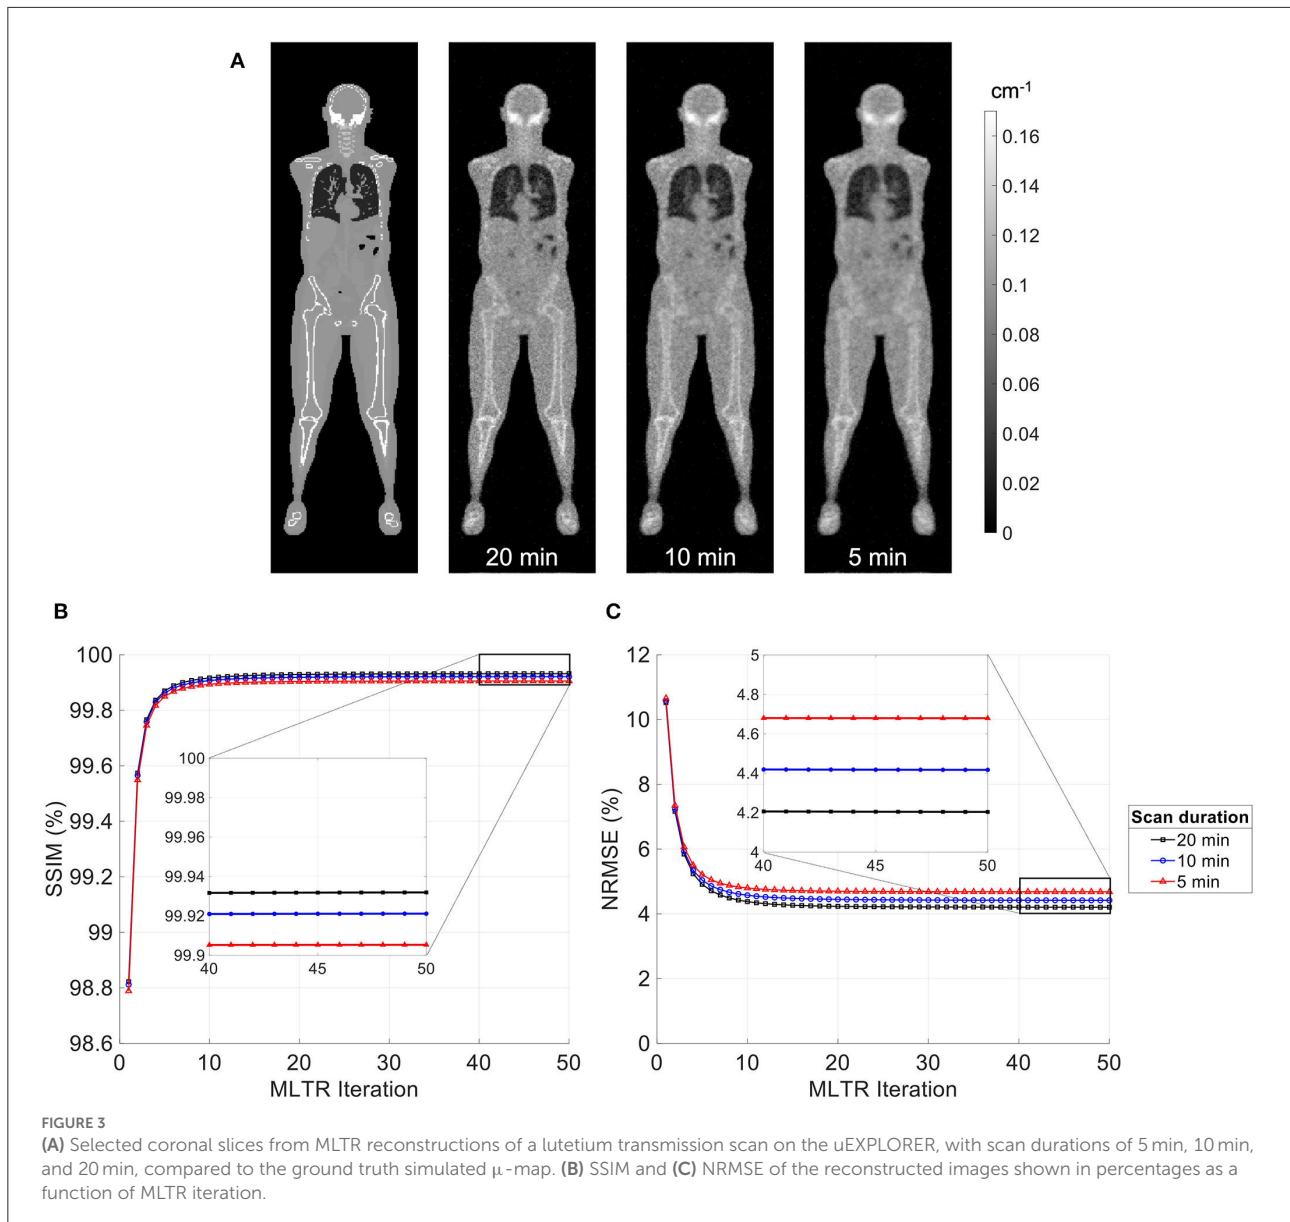 A
cm-1
0.16
0.14
0.12
0.1
0.08
0.06
0.04
0.02
0
20 min
10 min
5 min
B
100
99.8
99.6
99.4
99.2
99
98.8
98.6
SSIM (%)
0
10
20
30
40
50
MLTR Iteration
100
99.98
99.96
99.94
99.92
99.9
40
45
50
C
12
10
8
6
4
2
0
NRMSE (%)
0
10
20
30
40
50
MLTR Iteration
5
4.8
4.6
4.4
4.2
4
40
45
50
Scan duration
20 min
10 min
5 min
FIGURE 3
(A) Selected coronal slices from MLTR reconstructions of a lutetium transmission scan on the uEXPLORER, with scan durations of 5 min, 10 min,
and 20 min, compared to the ground truth simulated μ-map. (B) SSIM and (C) NRMSE of the reconstructed images shown in percentages as a
function of MLTR iteration.